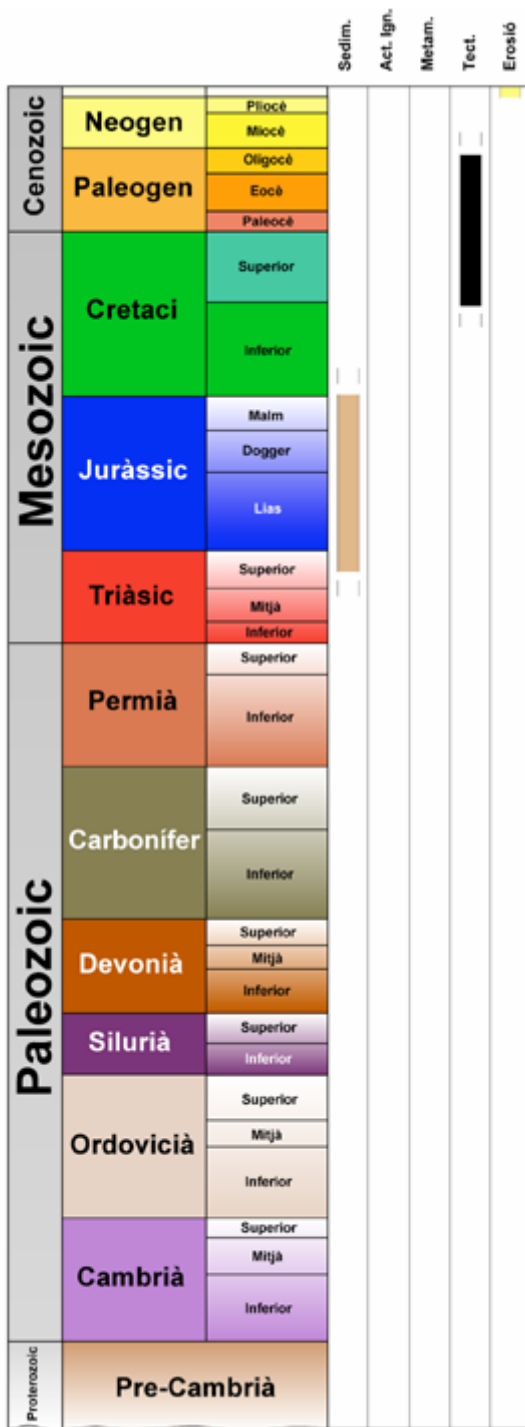 Sedim. Act. Ign. Metam. Tect. Erosió
Cenozoic
Neogen
Pliocè
Miocè
Paleogen
Oligocè
Eocè
Paleocè
Mesozoic
Cretaci
Superior
Inferior
Juràssic
Malm
Dogger
Lias
Triàsic
Superior
Mitjà
Inferior
Paleozoic
Permià
Superior
Inferior
Carbonífer
Superior
Inferior
Devonià
Superior
Mitjà
Inferior
Silurià
Superior
Inferior
Ordovicià
Superior
Mitjà
Inferior
Cambrià
Superior
Mitjà
Inferior
Proterozoic
Pre-Cambrià